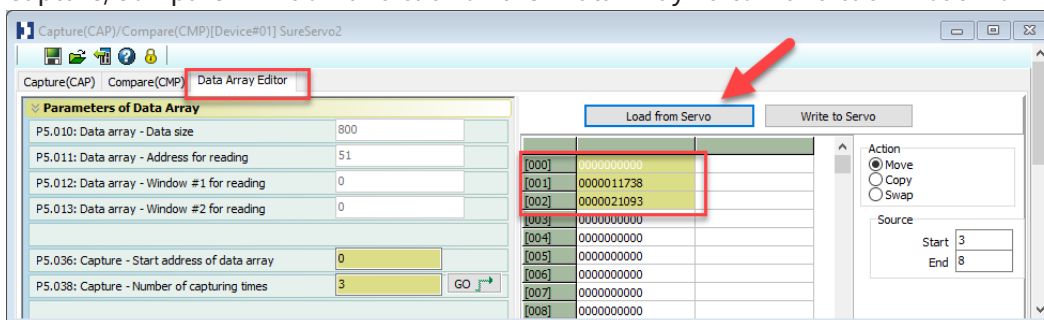 Capture(CAP)/Compare(CMP)[Device#01] SureServo2
Capture(CAP) Compare(CMP) Data Array Editor
Parameters of Data Array
P5.010: Data array - Data size 800
P5.011: Data array - Address for reading 51
P5.012: Data array - Window #1 for reading 0
P5.013: Data array - Window #2 for reading 0
P5.036: Capture - Start address of data array 0
P5.038: Capture - Number of capturing times 3 GO
Load from Servo Write to Servo
[000] 0000000000
[001] 0000011738
[002] 0000021093
[003] 0000000000
[004] 0000000000
[005] 0000000000
[006] 0000000000
[007] 0000000000
[008] 0000000000
Action
Move
Copy
Swap
Source
Start 3
End 8